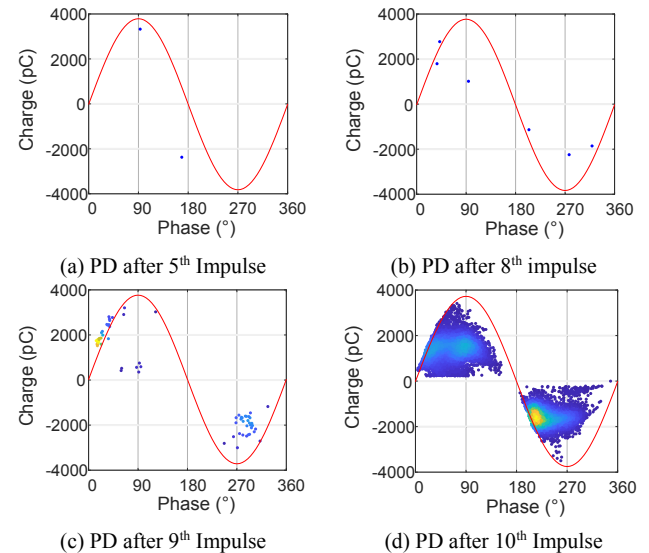 4000
2000
0
-2000
-4000
Charge (pC)
0 90 180 270 360
Phase (°)
(a) PD after 5th Impulse
4000
2000
0
-2000
-4000
Charge (pC)
0 90 180 270 360
Phase (°)
(b) PD after 8th impulse
4000
2000
0
-2000
-4000
Charge (pC)
0 90 180 270 360
Phase (°)
(c) PD after 9th Impulse
4000
2000
0
-2000
-4000
Charge (pC)
0 90 180 270 360
Phase (°)
(d) PD after 10th Impulse